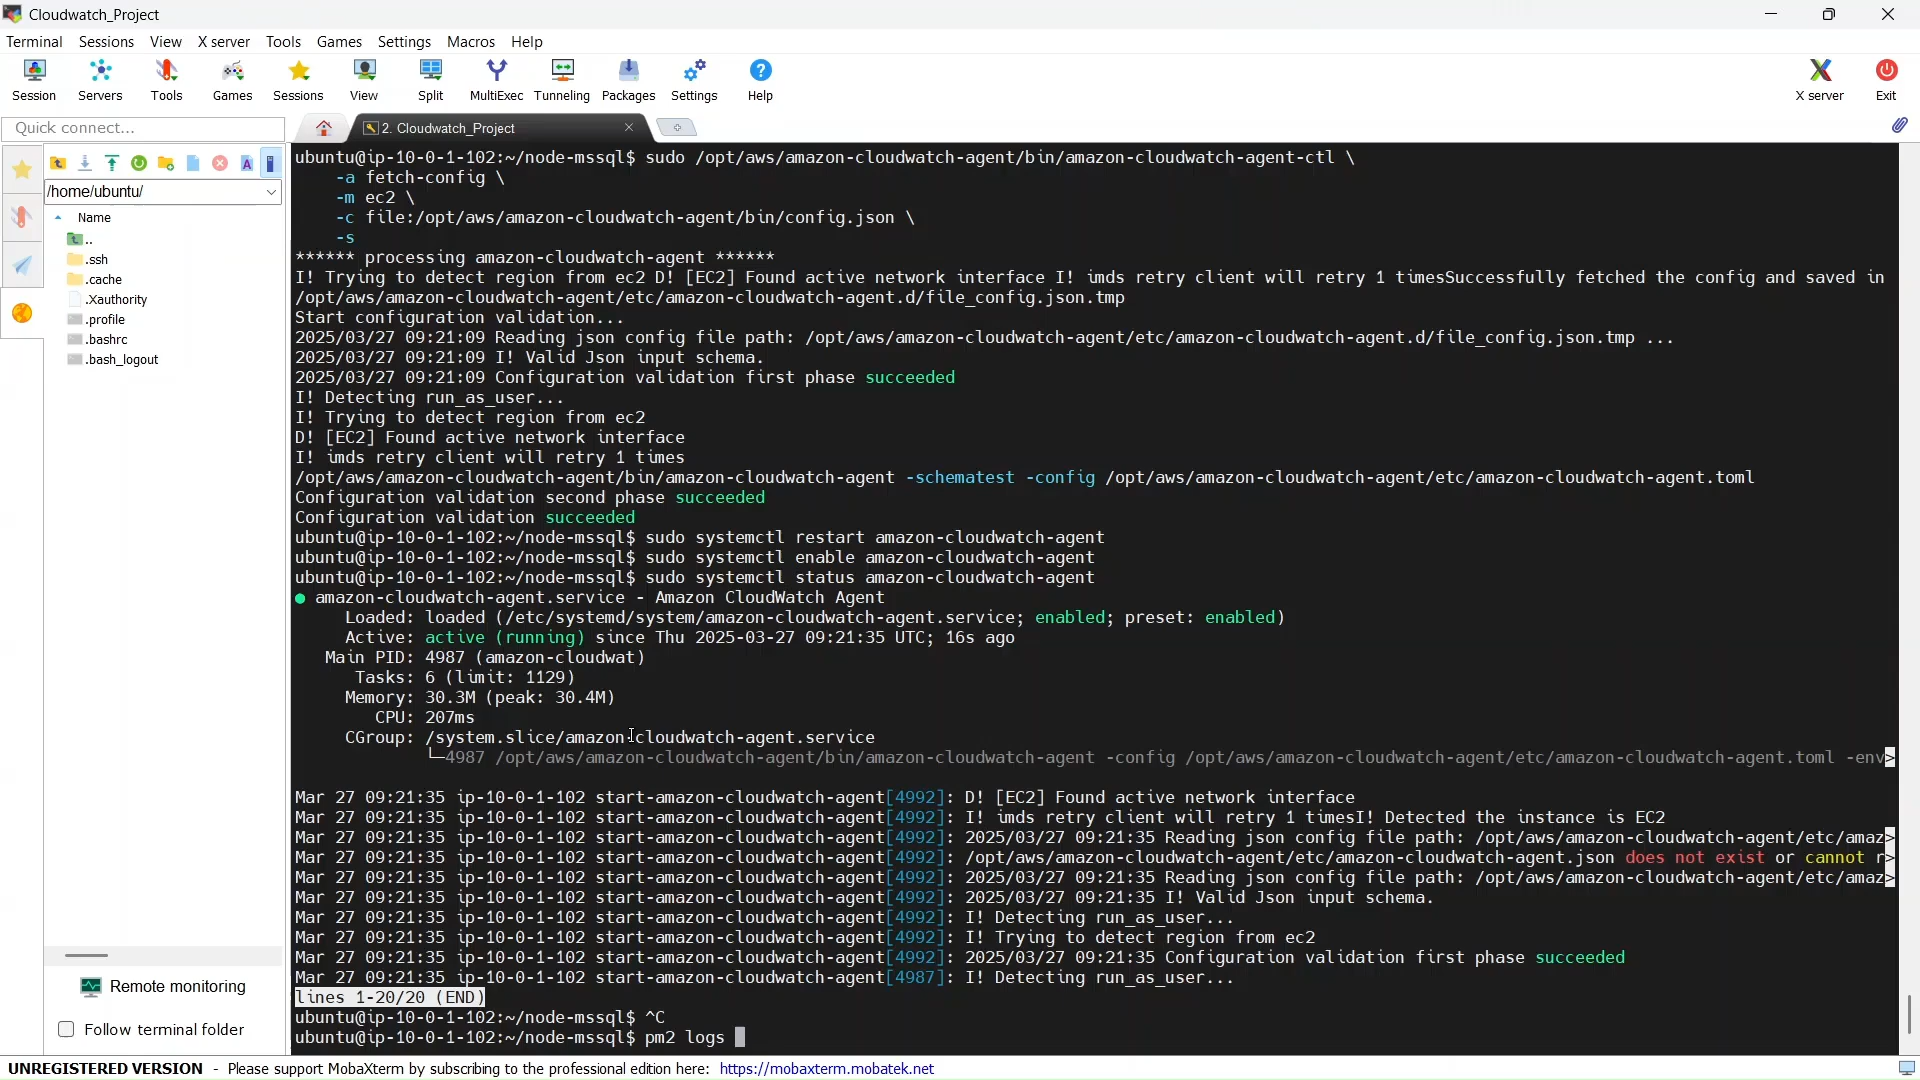 Cloudwatch_Project
Terminal Sessions View X server Tools Games Settings Macros Help
Session Servers Tools Games Sessions View Split MultiExec Tunneling Packages Settings Help X server Exit
Quick connect...
2. Cloudwatch_Project
/home/ubuntu/
Name
..
.ssh
.cache
.Xauthority
.profile
.bashrc
.bash_logout
Remote monitoring
Follow terminal folder
ubuntu@ip-10-0-1-102:~/node-mssql$ sudo /opt/aws/amazon-cloudwatch-agent/bin/amazon-cloudwatch-agent-ctl \
-a fetch-config \
-m ec2 \
-c file:/opt/aws/amazon-cloudwatch-agent/bin/config.json \
-s
****** processing amazon-cloudwatch-agent ******
I! Trying to detect region from ec2 D! [EC2] Found active network interface I! imds retry client will retry 1 timesSuccessfully fetched the config and saved in
/opt/aws/amazon-cloudwatch-agent/etc/amazon-cloudwatch-agent.d/file_config.json.tmp
Start configuration validation...
2025/03/27 09:21:09 Reading json config file path: /opt/aws/amazon-cloudwatch-agent/etc/amazon-cloudwatch-agent.d/file_config.json.tmp ...
2025/03/27 09:21:09 I! Valid Json input schema.
2025/03/27 09:21:09 Configuration validation first phase succeeded
I! Detecting run_as_user...
I! Trying to detect region from ec2
D! [EC2] Found active network interface
I! imds retry client will retry 1 times
/opt/aws/amazon-cloudwatch-agent/bin/amazon-cloudwatch-agent -schematest -config /opt/aws/amazon-cloudwatch-agent/etc/amazon-cloudwatch-agent.toml
Configuration validation second phase succeeded
Configuration validation succeeded
ubuntu@ip-10-0-1-102:~/node-mssql$ sudo systemctl restart amazon-cloudwatch-agent
ubuntu@ip-10-0-1-102:~/node-mssql$ sudo systemctl enable amazon-cloudwatch-agent
ubuntu@ip-10-0-1-102:~/node-mssql$ sudo systemctl status amazon-cloudwatch-agent
● amazon-cloudwatch-agent.service - Amazon CloudWatch Agent
Loaded: loaded (/etc/systemd/system/amazon-cloudwatch-agent.service; enabled; preset: enabled)
Active: active (running) since Thu 2025-03-27 09:21:35 UTC; 16s ago
Main PID: 4987 (amazon-cloudwat)
Tasks: 6 (limit: 1129)
Memory: 30.3M (peak: 30.4M)
CPU: 207ms
CGroup: /system.slice/amazon-cloudwatch-agent.service
└─4987 /opt/aws/amazon-cloudwatch-agent/bin/amazon-cloudwatch-agent -config /opt/aws/amazon-cloudwatch-agent/etc/amazon-cloudwatch-agent.toml -env>
Mar 27 09:21:35 ip-10-0-1-102 start-amazon-cloudwatch-agent[4992]: D! [EC2] Found active network interface
Mar 27 09:21:35 ip-10-0-1-102 start-amazon-cloudwatch-agent[4992]: I! imds retry client will retry 1 timesI! Detected the instance is EC2
Mar 27 09:21:35 ip-10-0-1-102 start-amazon-cloudwatch-agent[4992]: 2025/03/27 09:21:35 Reading json config file path: /opt/aws/amazon-cloudwatch-agent/etc/amaz>
Mar 27 09:21:35 ip-10-0-1-102 start-amazon-cloudwatch-agent[4992]: /opt/aws/amazon-cloudwatch-agent/etc/amazon-cloudwatch-agent.json does not exist or cannot r>
Mar 27 09:21:35 ip-10-0-1-102 start-amazon-cloudwatch-agent[4992]: 2025/03/27 09:21:35 Reading json config file path: /opt/aws/amazon-cloudwatch-agent/etc/amaz>
Mar 27 09:21:35 ip-10-0-1-102 start-amazon-cloudwatch-agent[4992]: 2025/03/27 09:21:35 I! Valid Json input schema.
Mar 27 09:21:35 ip-10-0-1-102 start-amazon-cloudwatch-agent[4992]: I! Detecting run_as_user...
Mar 27 09:21:35 ip-10-0-1-102 start-amazon-cloudwatch-agent[4992]: I! Trying to detect region from ec2
Mar 27 09:21:35 ip-10-0-1-102 start-amazon-cloudwatch-agent[4992]: 2025/03/27 09:21:35 Configuration validation first phase succeeded
Mar 27 09:21:35 ip-10-0-1-102 start-amazon-cloudwatch-agent[4987]: I! Detecting run_as_user...
lines 1-20/20 (END)
ubuntu@ip-10-0-1-102:~/node-mssql$ ^C
ubuntu@ip-10-0-1-102:~/node-mssql$ pm2 logs
UNREGISTERED VERSION - Please support MobaXterm by subscribing to the professional edition here: https://mobaxterm.mobatek.net